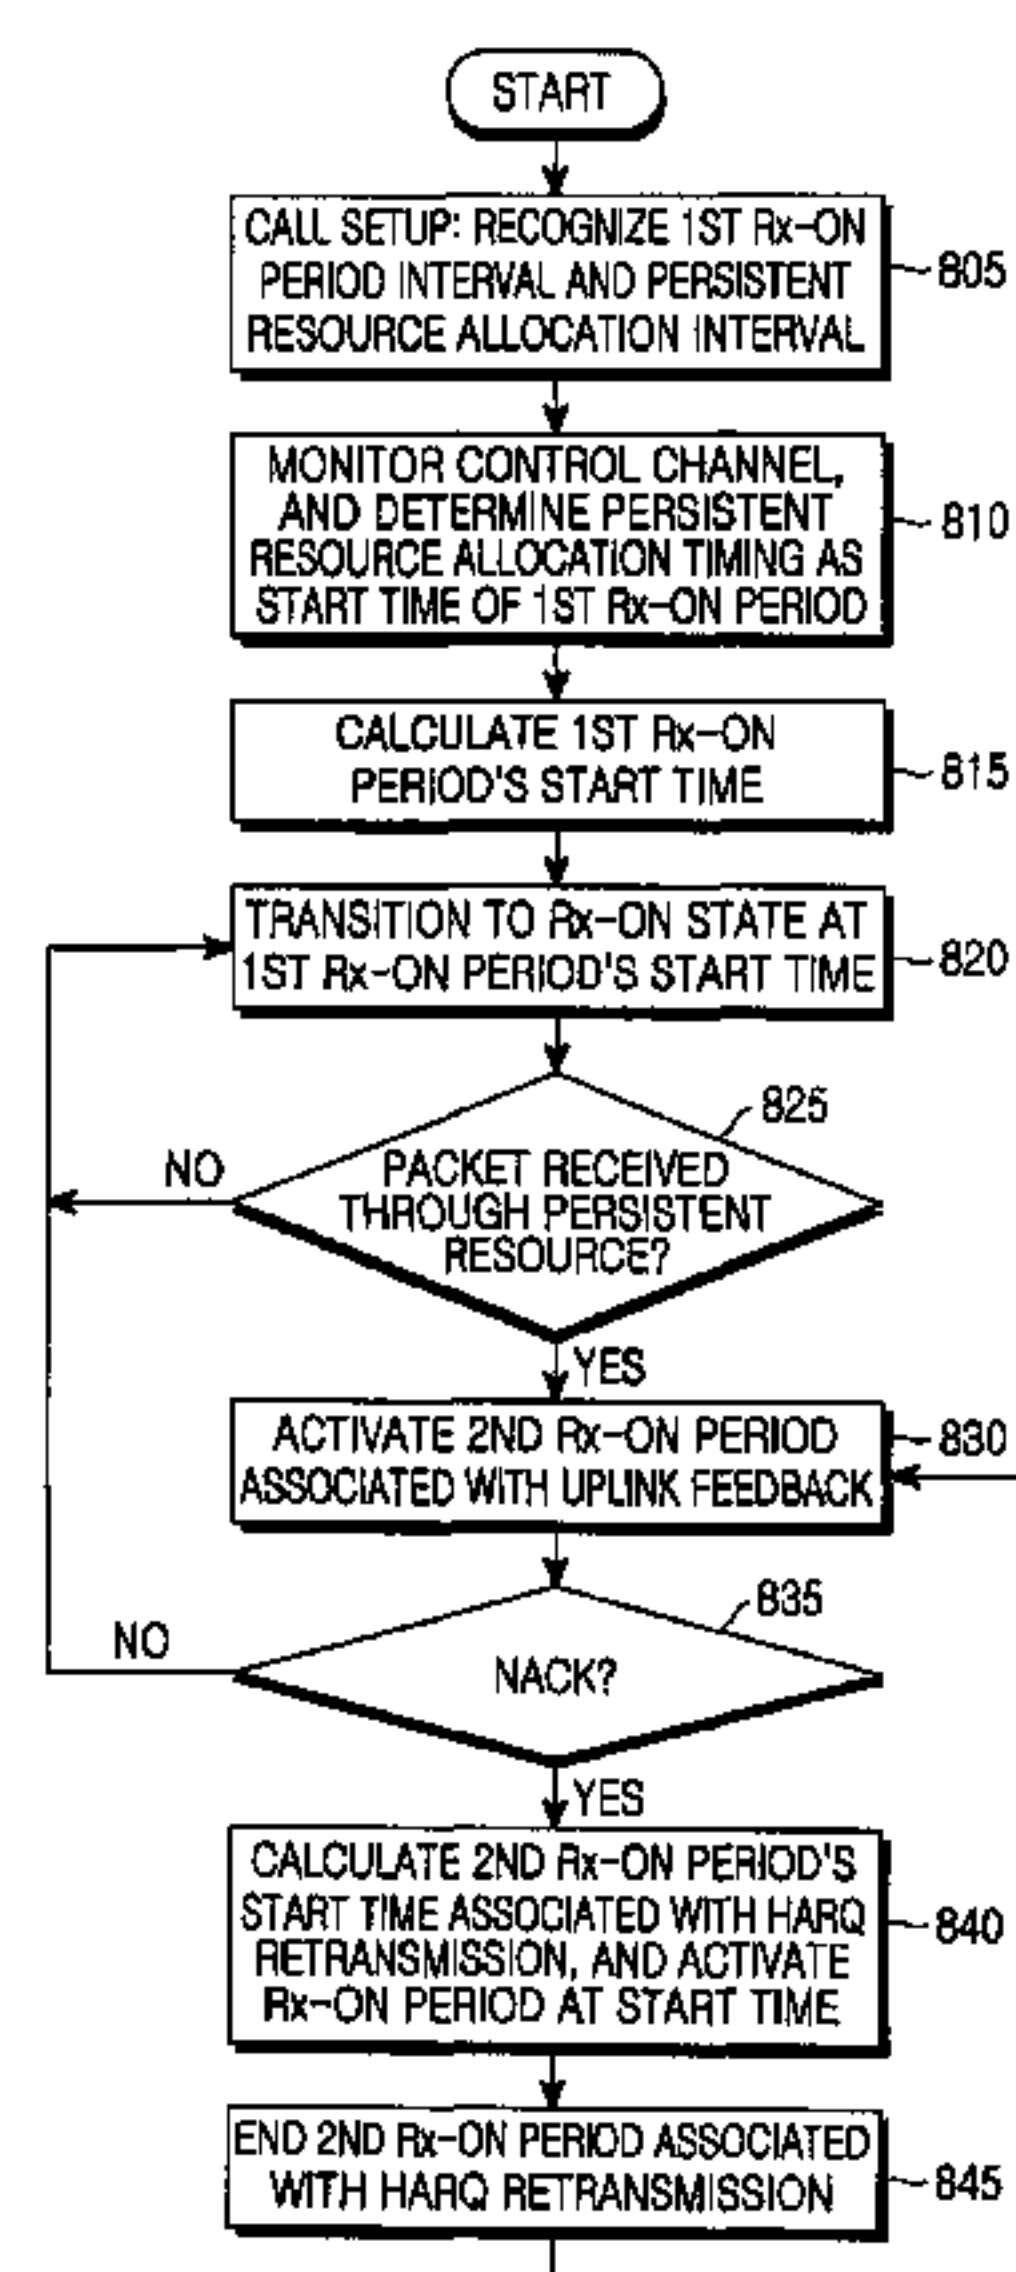 START
CALL SETUP: RECOGNIZE 1ST Rx-ON
PERIOD INTERVAL AND PERSISTENT
RESOURCE ALLOCATION INTERVAL
805
MONITOR CONTROL CHANNEL,
AND DETERMINE PERSISTENT
RESOURCE ALLOCATION TIMING AS
START TIME OF 1ST Rx-ON PERIOD
810
CALCULATE 1ST Rx-ON
PERIOD'S START TIME
815
TRANSITION TO Rx-ON STATE AT
1ST Rx-ON PERIOD'S START TIME
820
825
NO
PACKET RECEIVED
THROUGH PERSISTENT
RESOURCE?
YES
ACTIVATE 2ND Rx-ON PERIOD
ASSOCIATED WITH UPLINK FEEDBACK
830
835
NO
NACK?
YES
CALCULATE 2ND Rx-ON PERIOD'S
START TIME ASSOCIATED WITH HARQ
RETRANSMISSION, AND ACTIVATE
Rx-ON PERIOD AT START TIME
840
END 2ND Rx-ON PERIOD ASSOCIATED
WITH HARQ RETRANSMISSION
845